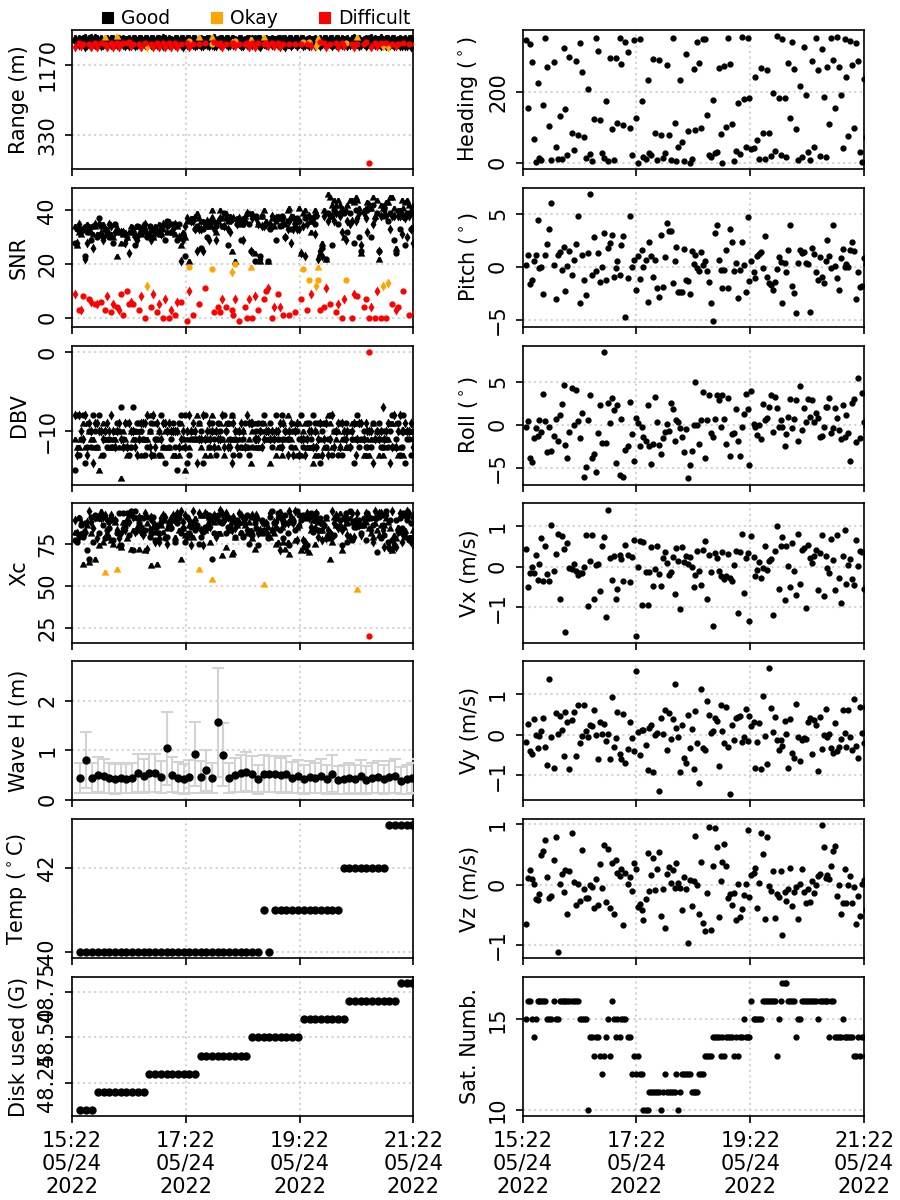 Good Okay Difficult
Range (m)
1170
330
Heading (°)
200
0
SNR
40
20
0
Pitch (°)
5
0
−5
DBV
0
−10
Roll (°)
5
0
−5
Xc
75
50
25
Vx (m/s)
1
0
−1
Wave H (m)
2
1
0
Vy (m/s)
1
0
−1
Temp (°C)
42
40
Vz (m/s)
1
0
−1
Disk used (G)
48.75
48.50
48.25
Sat. Numb.
15
10
15:22 17:22 19:22 21:22 15:22 17:22 19:22 21:22
05/24 05/24 05/24 05/24 05/24 05/24 05/24 05/24
2022 2022 2022 2022 2022 2022 2022 2022